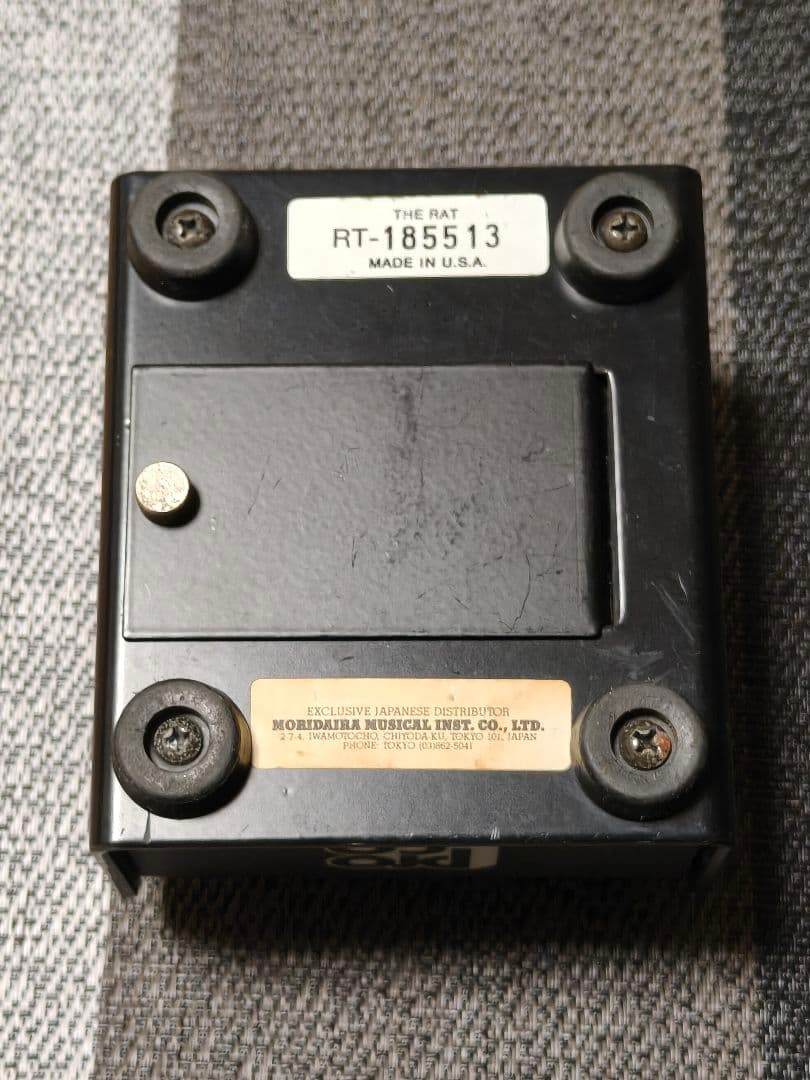 THE RAT
RT-185513
MADE IN U.S.A.
EXCLUSIVE JAPANESE DISTRIBUTOR
MORIDAIRA MUSICAL INST. CO., LTD.
2-7-4, IWAMOTOCHO, CHIYODA-KU, TOKYO 101, JAPAN
PHONE: TOKYO (03)862-5041